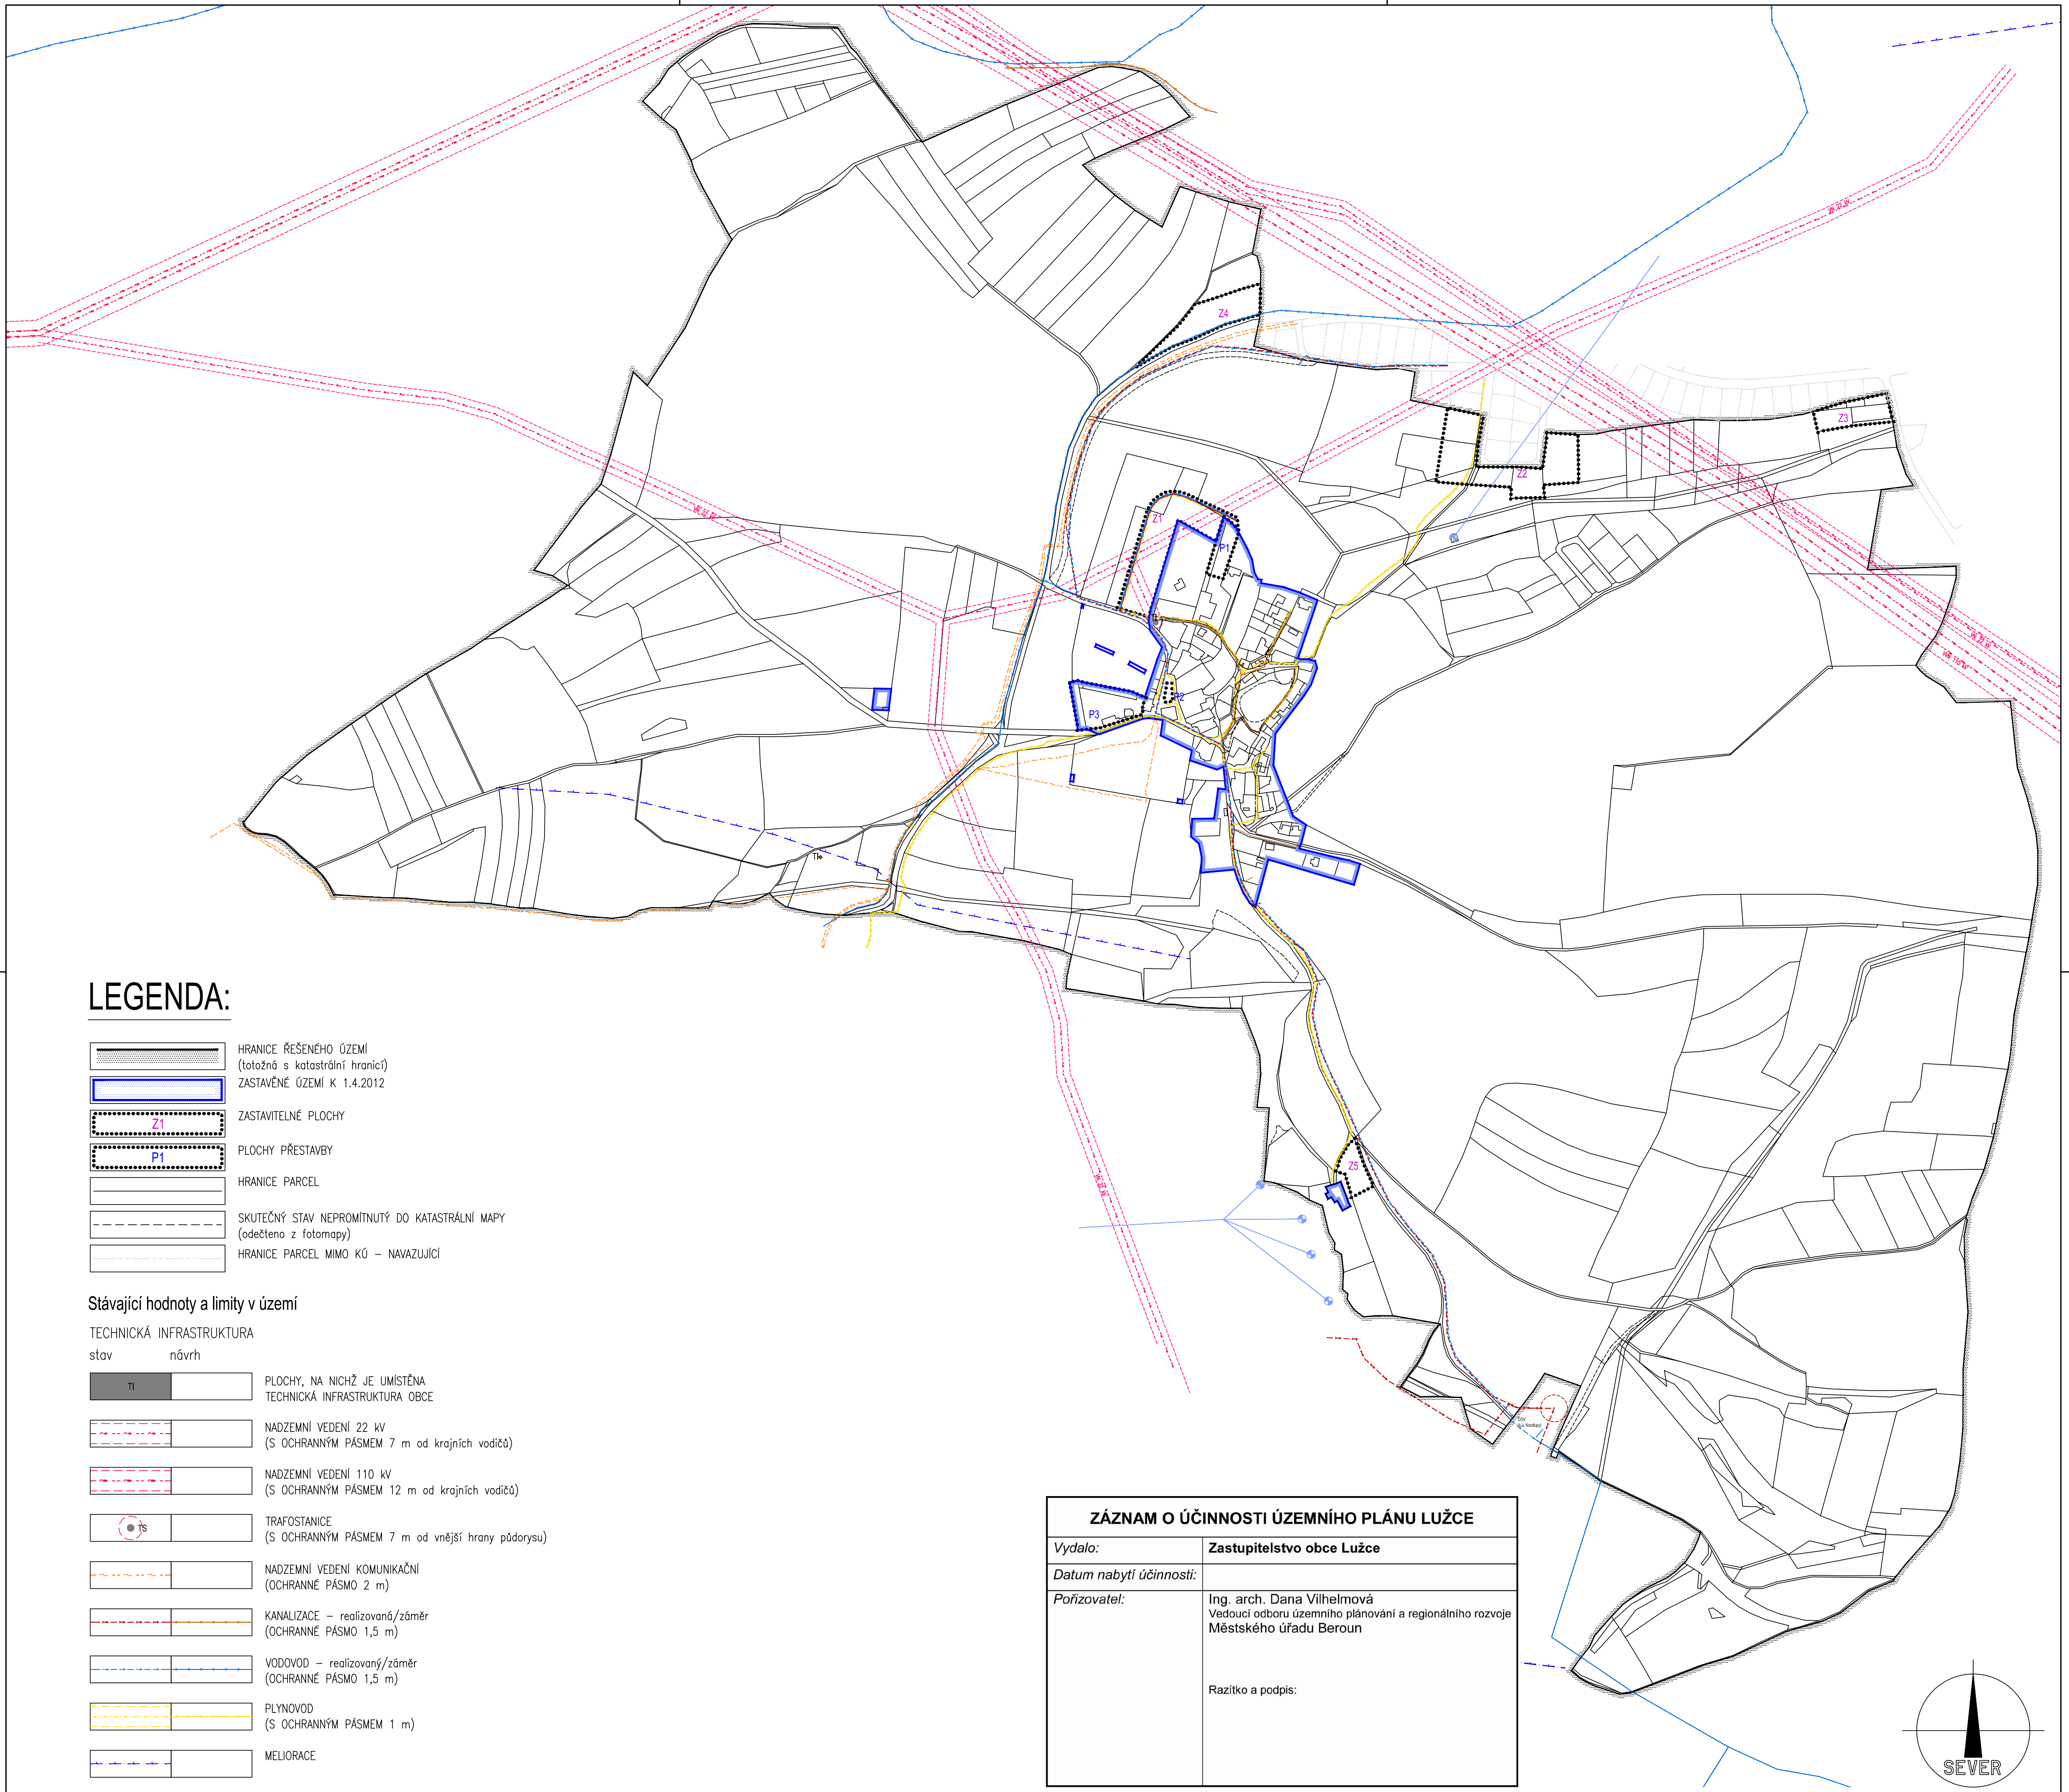 Z4
Z3
Z2
Z1
P1
P2
P3
TI
Z5
LEGENDA:
HRANICE ŘEŠENÉHO ÚZEMÍ
(totožná s katastrální hranicí)
ZASTAVĚNÉ ÚZEMÍ K 1.4.2012
Z1
ZASTAVITELNÉ PLOCHY
P1
PLOCHY PŘESTAVBY
HRANICE PARCEL
SKUTEČNÝ STAV NEPROMÍTNUTÝ DO KATASTRÁLNÍ MAPY
(odečteno z fotomapy)
HRANICE PARCEL MIMO KÚ – NAVAZUJÍCÍ
Stávající hodnoty a limity v území
TECHNICKÁ INFRASTRUKTURA
stav návrh
TI
PLOCHY, NA NICHŽ JE UMÍSTĚNA
TECHNICKÁ INFRASTRUKTURA OBCE
NADZEMNÍ VEDENÍ 22 kV
(S OCHRANNÝM PÁSMEM 7 m od krajních vodičů)
NADZEMNÍ VEDENÍ 110 kV
(S OCHRANNÝM PÁSMEM 12 m od krajních vodičů)
TS
TRAFOSTANICE
(S OCHRANNÝM PÁSMEM 7 m od vnější hrany půdorysu)
NADZEMNÍ VEDENÍ KOMUNIKAČNÍ
(OCHRANNÉ PÁSMO 2 m)
KANALIZACE – realizovaná/záměr
(OCHRANNÉ PÁSMO 1,5 m)
VODOVOD – realizovaný/záměr
(OCHRANNÉ PÁSMO 1,5 m)
PLYNOVOD
(S OCHRANNÝM PÁSMEM 1 m)
MELIORACE
ZÁZNAM O ÚČINNOSTI ÚZEMNÍHO PLÁNU LUŽCE
Vydalo: Zastupitelstvo obce Lužce
Datum nabytí účinnosti:
Pořizovatel: Ing. arch. Dana Vilhelmová
Vedoucí odboru územního plánování a regionálního rozvoje
Městského úřadu Beroun
Razítko a podpis:
SEVER